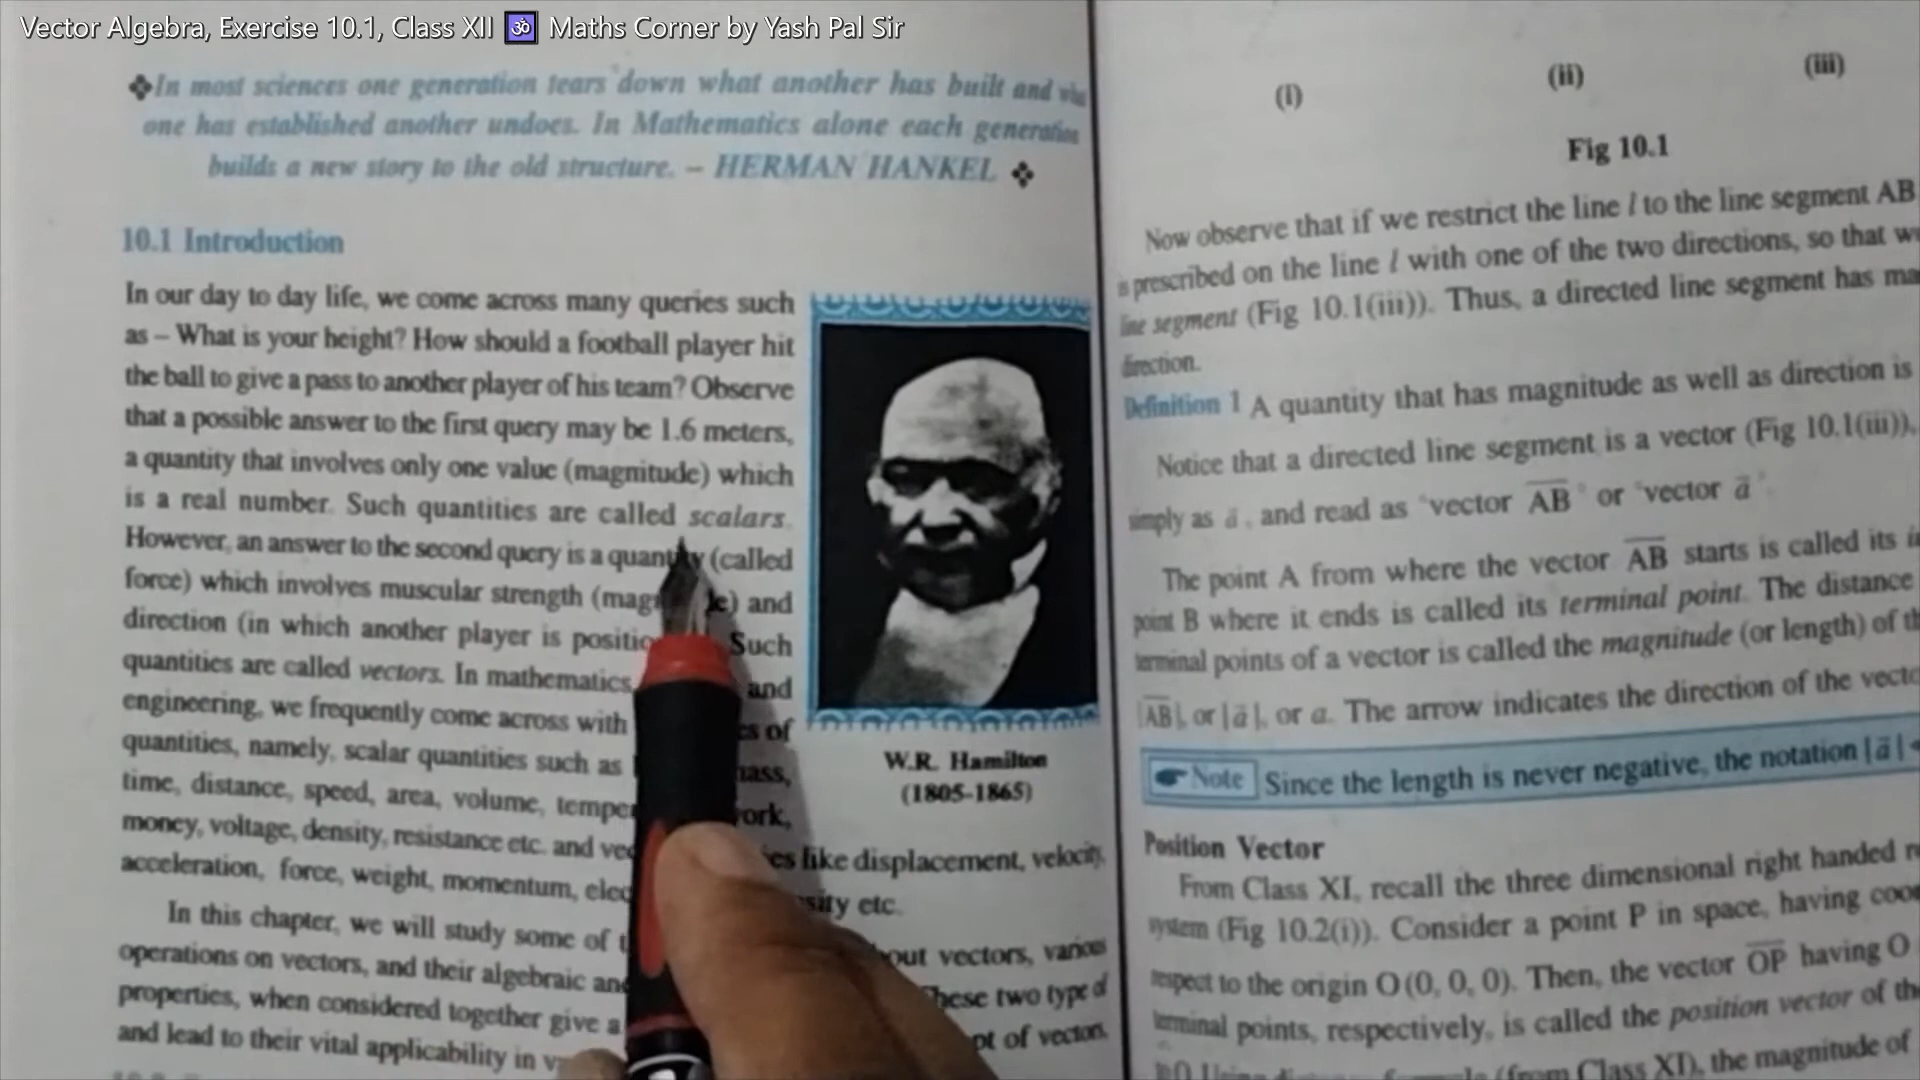 Vector Algebra, Exercise 10.1, Class XII 🕉 Maths Corner by Yash Pal Sir
❖In most sciences one generation tears down what another has built and
one has established another undoes. In Mathematics alone each generation
builds a new story to the old structure. – HERMAN HANKEL ❖
10.1 Introduction
In our day to day life, we come across many queries such
as – What is your height? How should a football player hit
the ball to give a pass to another player of his team? Observe
that a possible answer to the first query may be 1.6 meters,
a quantity that involves only one value (magnitude) which
is a real number. Such quantities are called scalars.
However, an answer to the second query is a quantity (called
force) which involves muscular strength ( ) and
direction (in which another player is Such
quantities are called vectors. In mathematics, and
engineering, we frequently come across with of
quantities, namely, scalar quantities such as
time, distance, speed, area, volume,
money, voltage, density, resistance etc. and like displacement, velocity,
acceleration, force, weight, momentum, etc.
In this chapter, we will study some of vectors, various
operations on vectors, and their algebraic These two type of
properties, when considered together give a of vectors,
and lead to their vital applicability in
W.R. Hamilton
(1805-1865)
(i)
(ii)
(iii)
Fig 10.1
Now observe that if we restrict the line l to the line segment AB
is prescribed on the line l with one of the two directions, so that
line segment (Fig 10.1(iii)). Thus, a directed line segment has
direction.
Definition 1 A quantity that has magnitude as well as direction is
Notice that a directed line segment is a vector (Fig 10.1(iii)),
simply as a⃗, and read as ‘vector AB⃗’ or ‘vector a⃗’.
The point A from where the vector AB⃗ starts is called its
point B where it ends is called its terminal point. The distance
terminal points of a vector is called the magnitude (or length) of
|AB⃗|, or |a⃗|, or a. The arrow indicates the direction of the
☛Note Since the length is never negative, the notation |a⃗| <
Position Vector
From Class XI, recall the three dimensional right handed
system (Fig 10.2(i)). Consider a point P in space, having
respect to the origin O (0, 0, 0). Then, the vector OP⃗ having O
terminal points, respectively, is called the position vector of
(from Class XI), the magnitude of